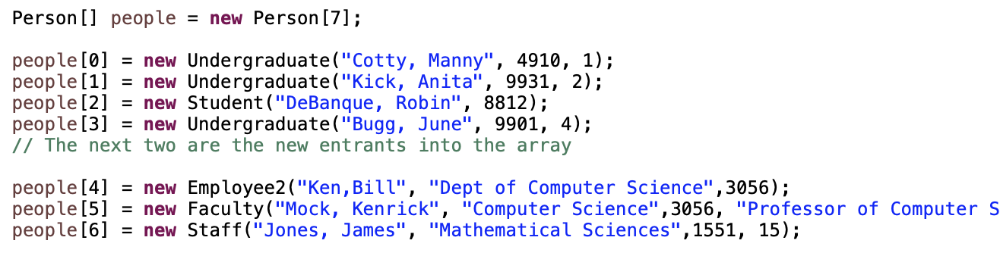 Person[] people = new Person[7];
people[0] = new Undergraduate("Cotty, Manny", 4910, 1);
people[1] = new Undergraduate("Kick, Anita", 9931, 2);
people[2] = new Student("DeBanque, Robin", 8812);
people[3] = new Undergraduate("Bugg, June", 9901, 4);
// The next two are the new entrants into the array
people[4] = new Employee2("Ken,Bill", "Dept of Computer Science",3056);
people[5] = new Faculty("Mock, Kenrick", "Computer Science",3056, "Professor of Computer S
people[6] = new Staff("Jones, James", "Mathematical Sciences",1551, 15);